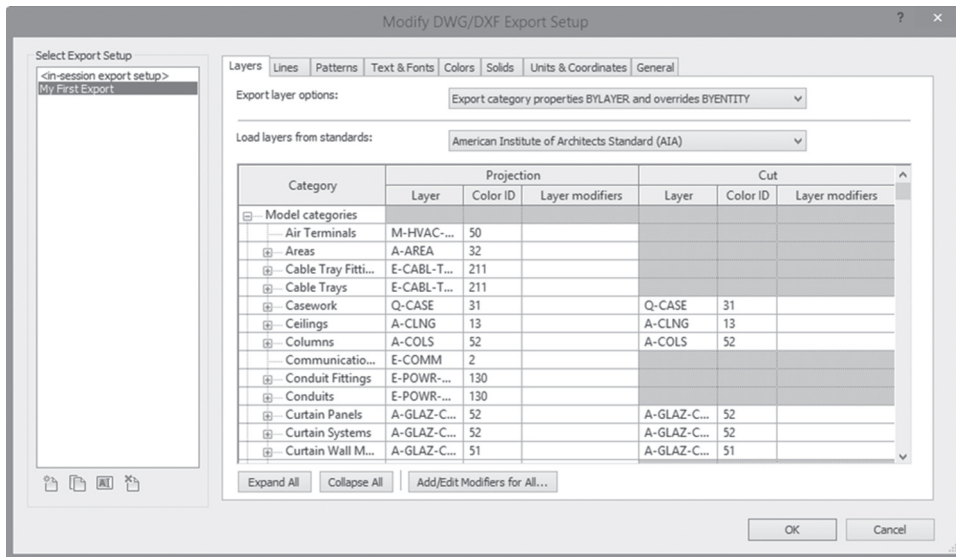 Modify DWG/DXF Export Setup
?
×
Select Export Setup
<in-session export setup>
My First Export
Layers Lines Patterns Text & Fonts Colors Solids Units & Coordinates General
Export layer options: Export category properties BYLAYER and overrides BYENTITY
Load layers from standards: American Institute of Architects Standard (AIA)
Category Projection Cut
Layer Color ID Layer modifiers Layer Color ID Layer modifiers
Model categories
Air Terminals M-HVAC-... 50
Areas A-AREA 32
Cable Tray Fitti... E-CABL-T... 211
Cable Trays E-CABL-T... 211
Casework Q-CASE 31 Q-CASE 31
Ceilings A-CLNG 13 A-CLNG 13
Columns A-COLS 52 A-COLS 52
Communicatio... E-COMM 2
Conduit Fittings E-POWR-... 130
Conduits E-POWR-... 130
Curtain Panels A-GLAZ-C... 52 A-GLAZ-C... 52
Curtain Systems A-GLAZ-C... 52 A-GLAZ-C... 52
Curtain Wall M... A-GLAZ-C... 51 A-GLAZ-C... 51
Expand All Collapse All Add/Edit Modifiers for All...
OK Cancel